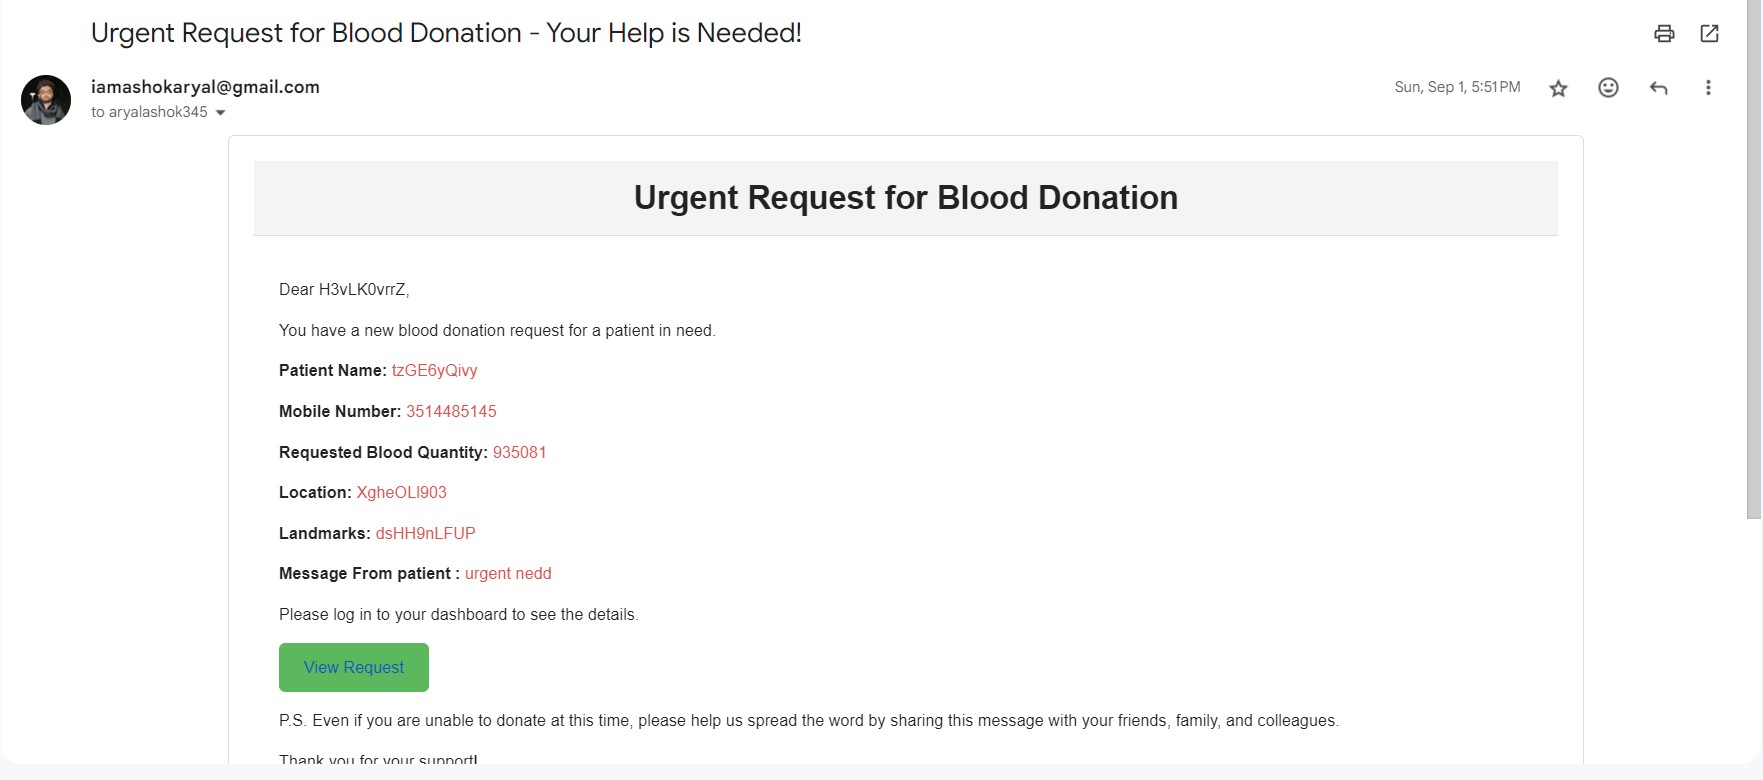 Urgent Request for Blood Donation - Your Help is Needed!
iamashokaryal@gmail.com
Sun, Sep 1, 5:51 PM
to aryalashok345
Urgent Request for Blood Donation
Dear H3vLK0vrrZ,
You have a new blood donation request for a patient in need.
Patient Name: tzGE6yQivy
Mobile Number: 3514485145
Requested Blood Quantity: 935081
Location: XgheOLl903
Landmarks: dsHH9nLFUP
Message From patient : urgent nedd
Please log in to your dashboard to see the details.
View Request
P.S. Even if you are unable to donate at this time, please help us spread the word by sharing this message with your friends, family, and colleagues.
Thank you for your support!